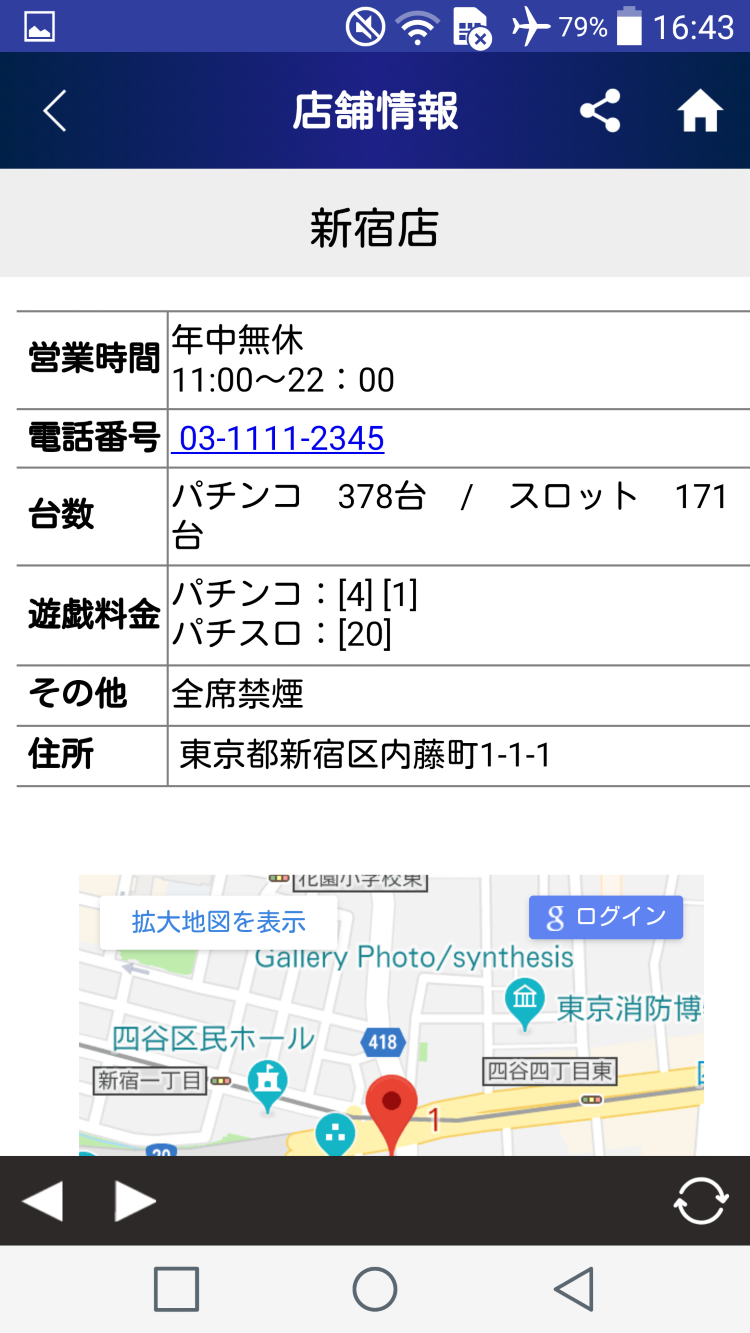 79% 16:43
店舗情報
新宿店
営業時間
年中無休
11:00～22：00
電話番号
03-1111-2345
台数
パチンコ　378台　/　スロット　171
台
遊戯料金
パチンコ：[4] [1]
パチスロ：[20]
その他
全席禁煙
住所
東京都新宿区内藤町1-1-1
花園小学校東
拡大地図を表示
g ログイン
Gallery Photo/synthesis
東京消防博
四谷区民ホール
418
新宿一丁目
四谷四丁目東
1
20